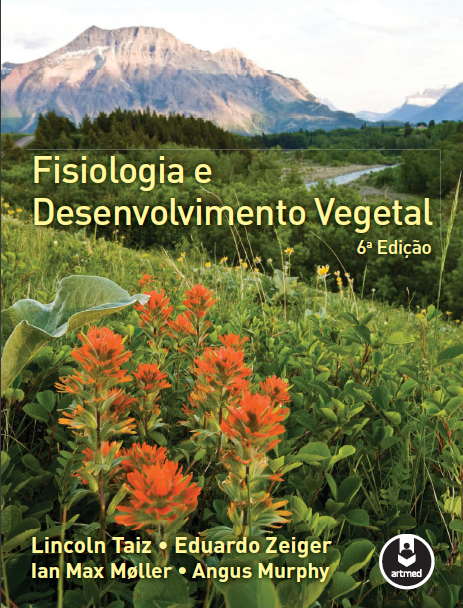 Fisiologia e
Desenvolvimento Vegetal
6ª Edição
Lincoln Taiz • Eduardo Zeiger
Ian Max Møller • Angus Murphy
artmed